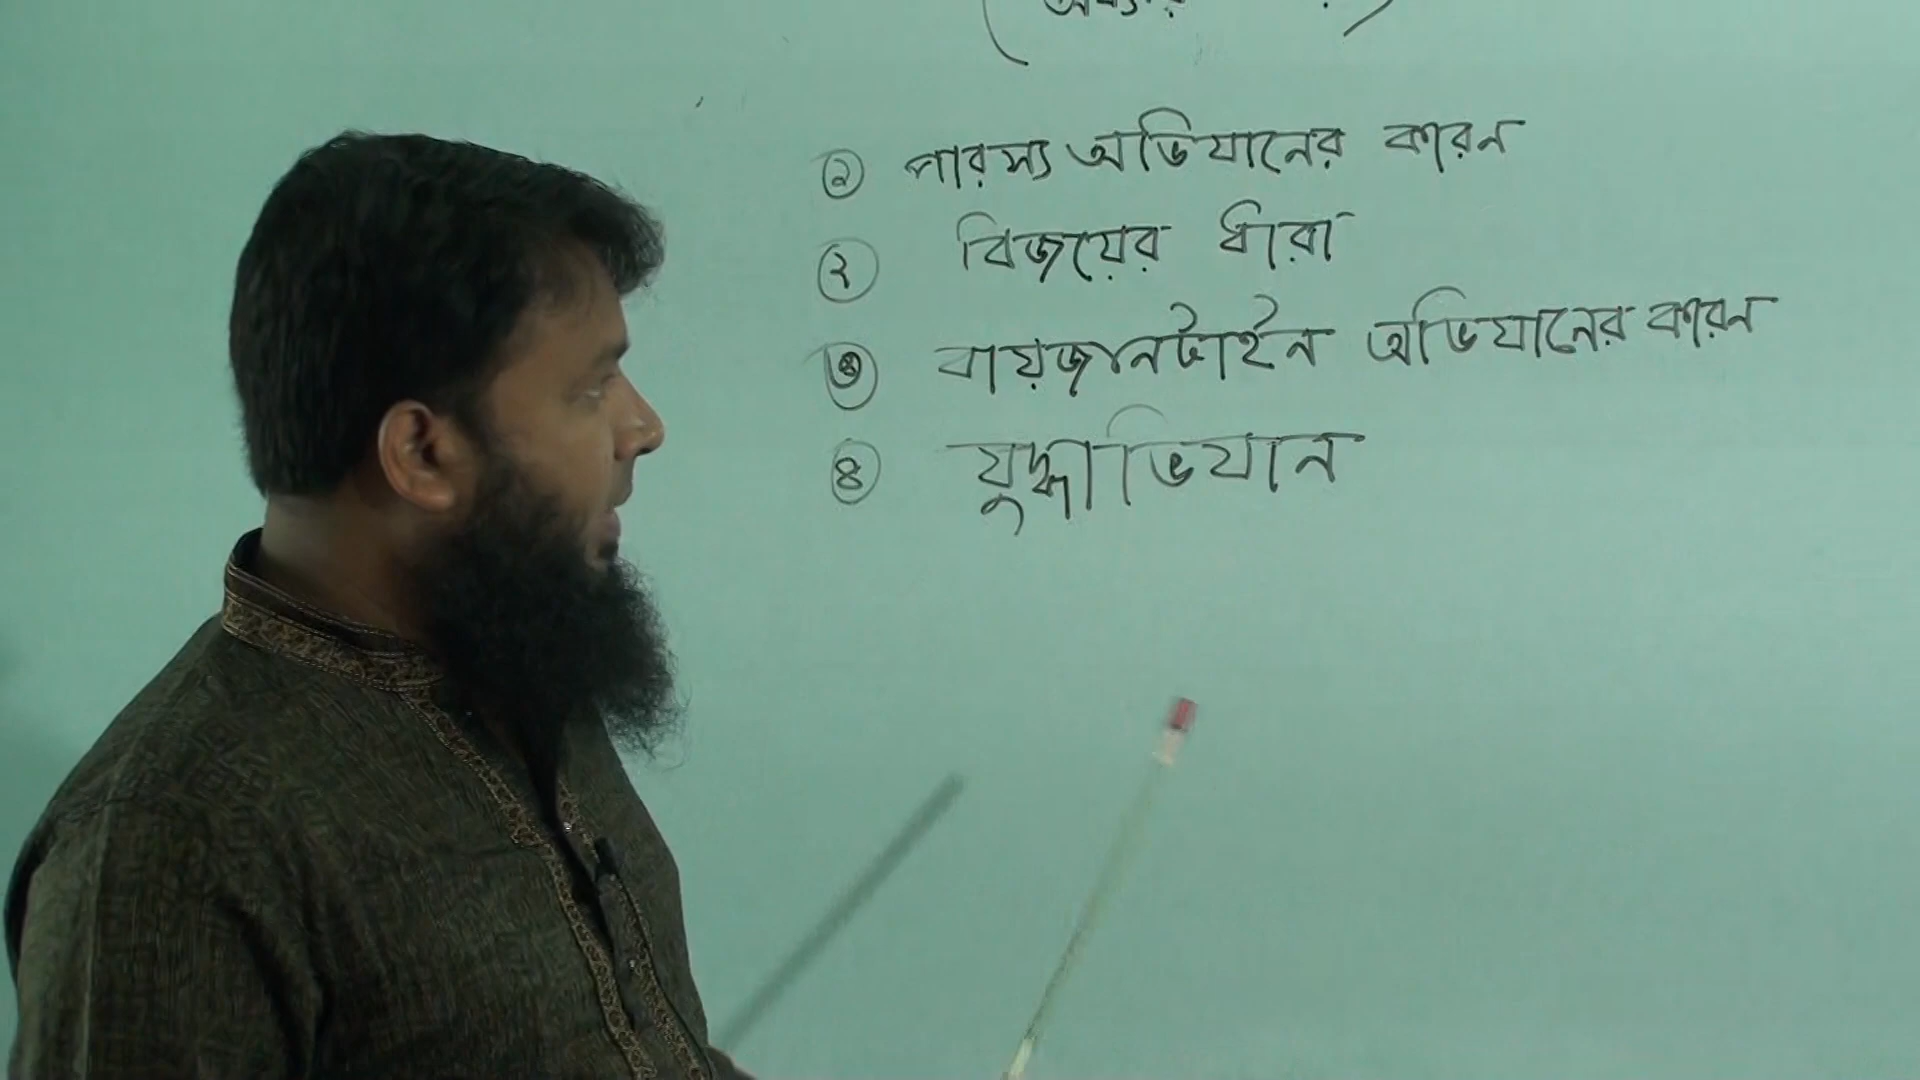 ১ পারস্য অভিযানের কারন
২ বিজয়ের ধারা
৩ বায়জানটাইন অভিযানের কারন
৪ যুদ্ধাভিযান